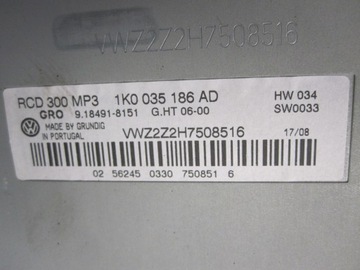 VWZ2Z2H7508516
RCD 300 MP3 1K0 035 186 AD HW 034
GRO 9.18491-8151 G.HT 06-00 SW0033
MADE BY GRUNDIG VWZ2Z2H7508516 17/08
IN PORTUGAL
02 56245 0330 750851 6